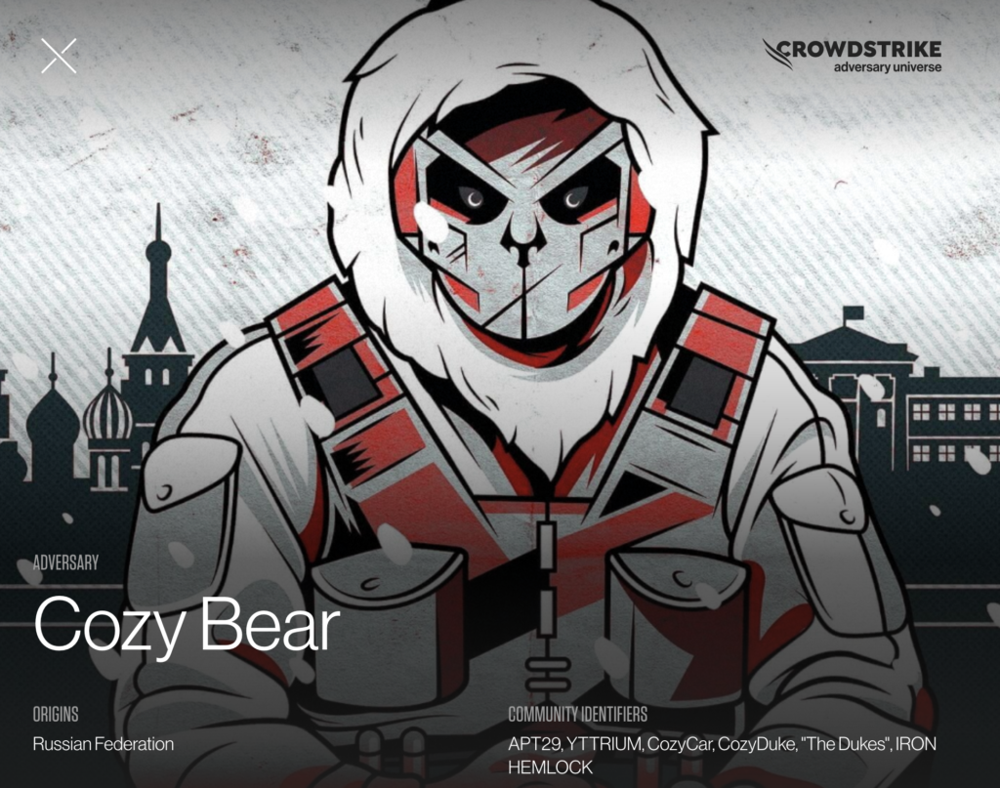 CROWDSTRIKE
adversary universe
ADVERSARY
Cozy Bear
ORIGINS
Russian Federation
COMMUNITY IDENTIFIERS
APT29, YTTRIUM, CozyCar, CozyDuke, "The Dukes", IRON
HEMLOCK